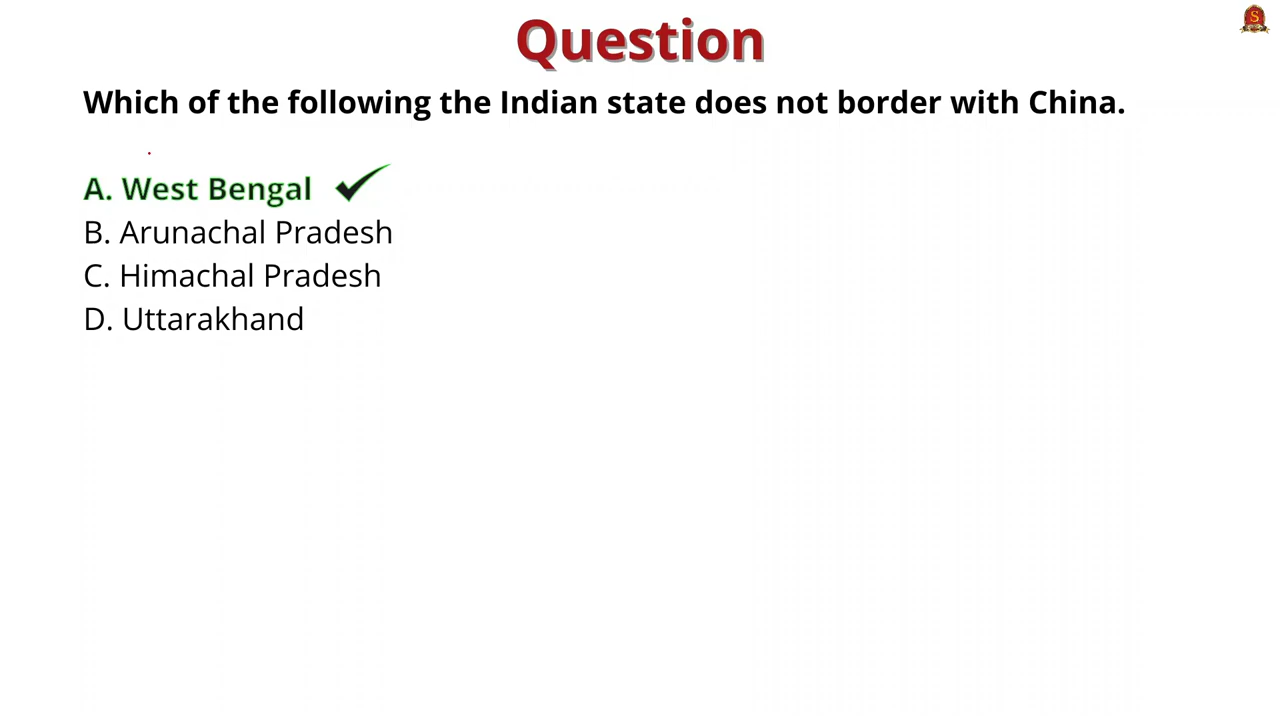 Question
Which of the following the Indian state does not border with China.
A. West Bengal
B. Arunachal Pradesh
C. Himachal Pradesh
D. Uttarakhand